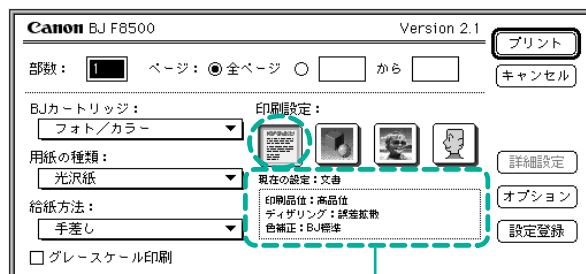 Canon BJ F8500 Version 2.1
プリント
部数： 1 ページ： 全ページ から
キャンセル
BJカートリッジ： 印刷設定：
フォト／カラー
用紙の種類：
光沢紙
現在の設定：文書
詳細設定
印刷品位：高品位
ディザリング：誤差拡散
色補正：BJ標準
給紙方法：
オプション
手差し
設定登録
グレースケール印刷